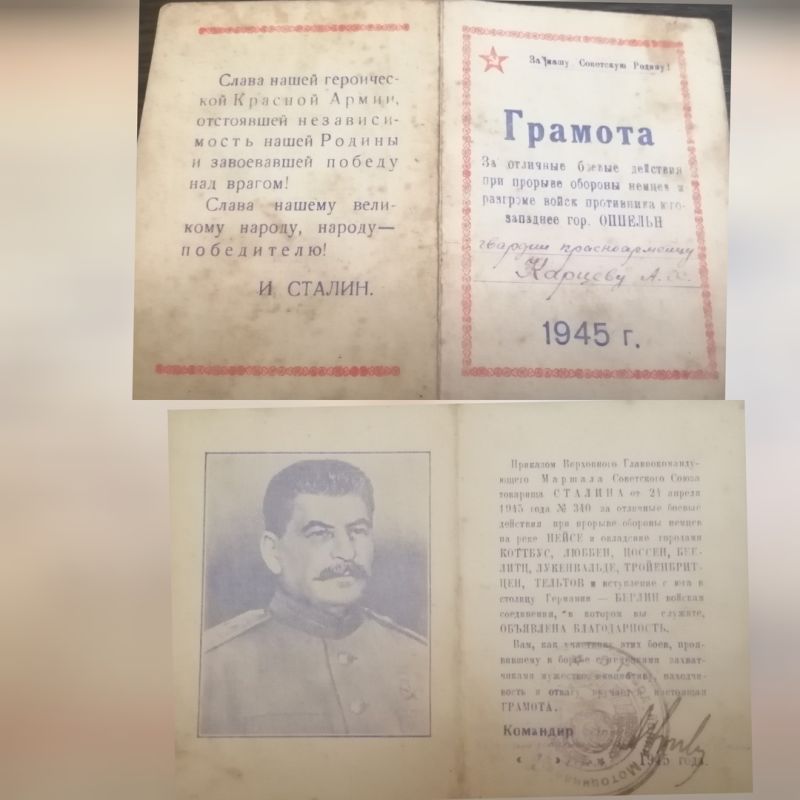 Слава нашей героичес-
кой Красной Армии,
отстоявшей независи-
мость нашей Родины
и завоевавшей победу
над врагом!
Слава нашему вели-
кому народу, народу—
победителю!
И. СТАЛИН.
За нашу Советскую Родину!
Грамота
За отличные боевые действия
при прорыве обороны немцев и
разгроме войск противника юго-
западнее гор. ОППЕЛЬН
гвардии красноармейцу
Карцеву А.
1945 г.
Приказом Верховного Главнокоманду-
ющего Маршала Советского Союза
товарища СТАЛИНА от 24 апреля
1945 года № 340 за отличные боевые
действия при прорыве обороны немцев
на реке НЕЙСЕ и овладение городами
КОТТБУС, ЛЮББЕН, ЦОССЕН, БЕЕ-
ЛИТЦ, ЛУКЕНВАЛЬДЕ, ТРОЙЕНБРИТ-
ЦЕН, ТЕЛЬТОВ и вступление с юга в
столицу Германии — БЕРЛИН войскам
соединения, в котором вы служите,
ОБЪЯВЛЕНА БЛАГОДАРНОСТЬ.
Вам, как участнику этих боев, проя-
вившему в борьбе с немецкими захват-
чиками мужество, инициативу, находчи-
вость и отвагу вручается настоящая
ГРАМОТА.
Командир
« » 1945 года.